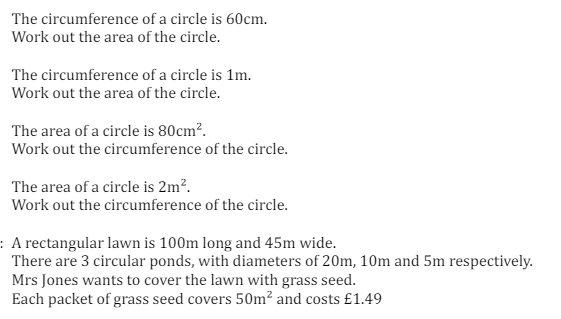 The circumference of a circle is 60cm.
Work out the area of the circle.
The circumference of a circle is 1m.
Work out the area of the circle.
The area of a circle is 80cm².
Work out the circumference of the circle.
The area of a circle is 2m².
Work out the circumference of the circle.
: A rectangular lawn is 100m long and 45m wide.
There are 3 circular ponds, with diameters of 20m, 10m and 5m respectively.
Mrs Jones wants to cover the lawn with grass seed.
Each packet of grass seed covers 50m² and costs £1.49